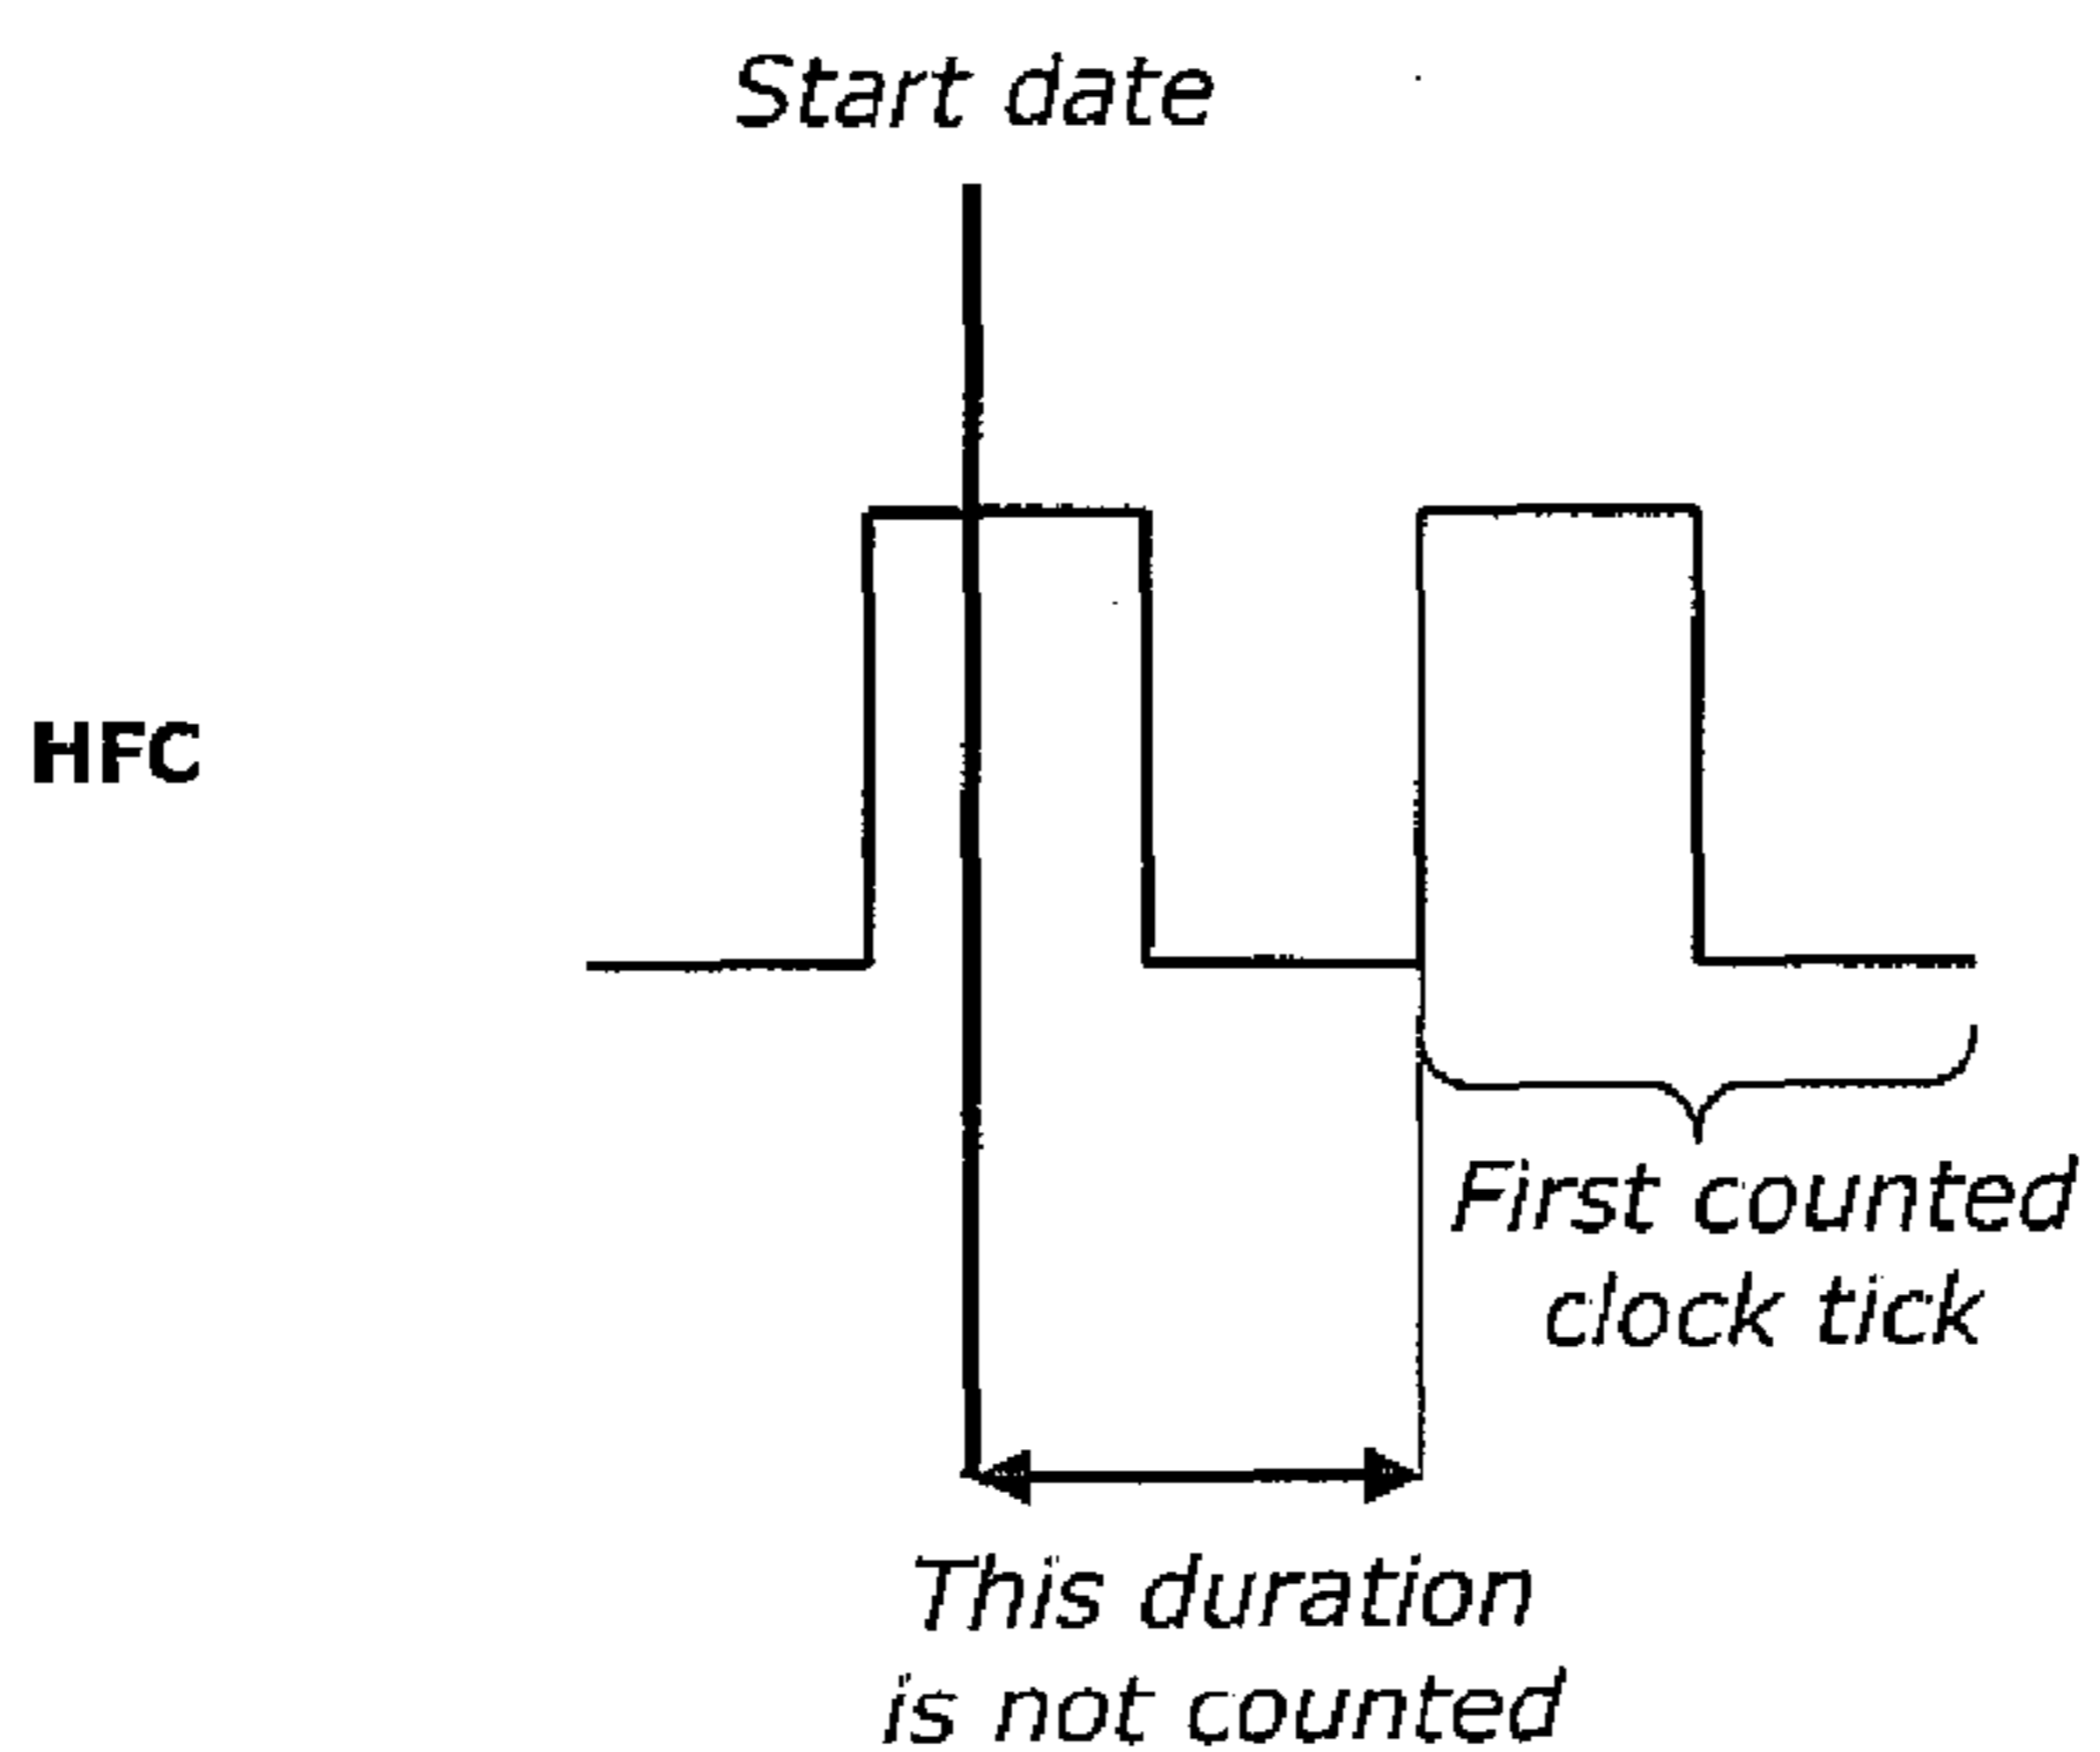 Start date
HFC
First counted
clock tick
This duration
is not counted